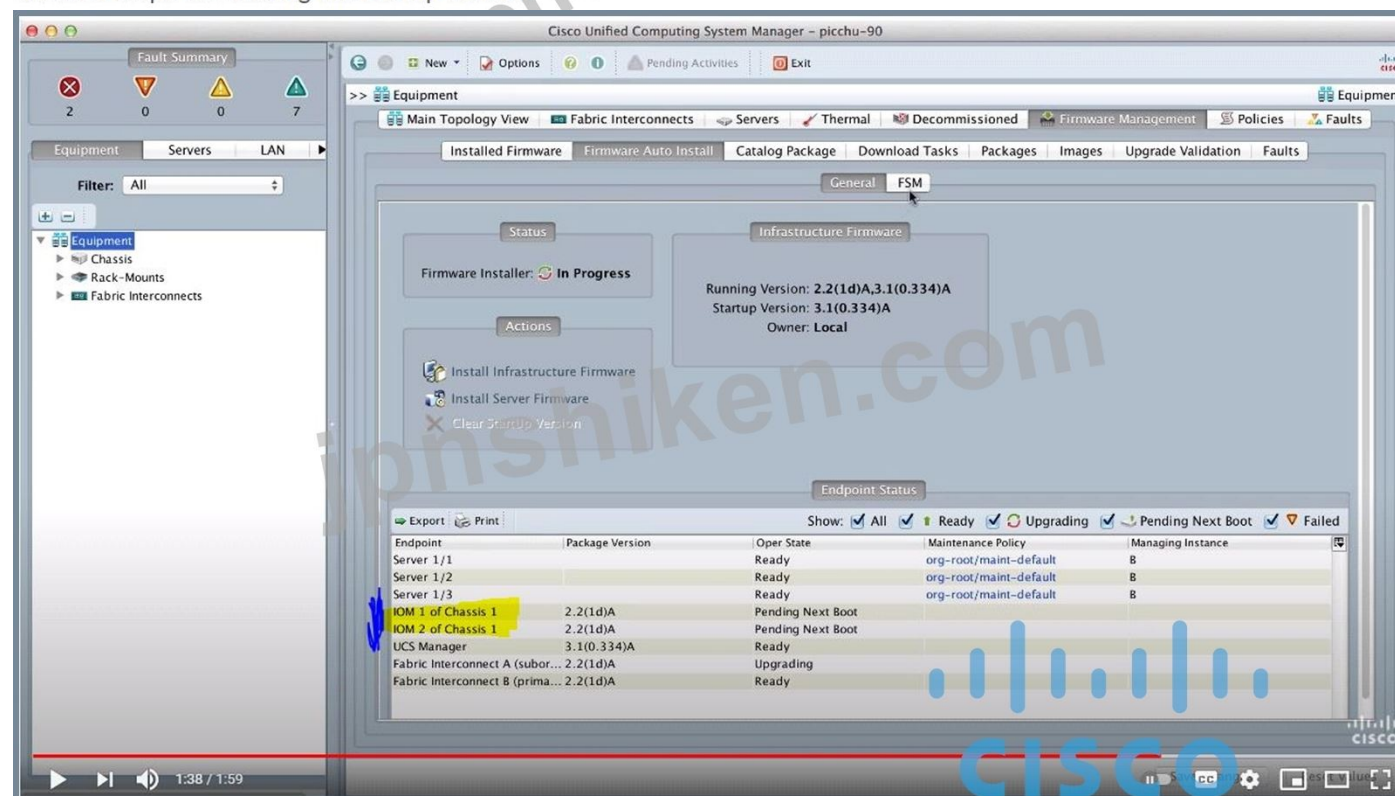 Cisco Unified Computing System Manager – picchu-90
Fault Summary
2 0 0 7
New Options Pending Activities Exit
>> Equipment
Main Topology View Fabric Interconnects Servers Thermal Decommissioned Firmware Management Policies Faults
Equipment Servers LAN
Installed Firmware Firmware Auto Install Catalog Package Download Tasks Packages Images Upgrade Validation Faults
Filter: All
General FSM
Equipment
Chassis
Rack-Mounts
Fabric Interconnects
Status
Firmware Installer: In Progress
Infrastructure Firmware
Running Version: 2.2(1d)A,3.1(0.334)A
Startup Version: 3.1(0.334)A
Owner: Local
Actions
Install Infrastructure Firmware
Install Server Firmware
Clear StartUp Version
Endpoint Status
Export Print Show: All Ready Upgrading Pending Next Boot Failed
Endpoint Package Version Oper State Maintenance Policy Managing Instance
Server 1/1 Ready org-root/maint-default B
Server 1/2 Ready org-root/maint-default B
Server 1/3 Ready org-root/maint-default B
IOM 1 of Chassis 1 2.2(1d)A Pending Next Boot
IOM 2 of Chassis 1 2.2(1d)A Pending Next Boot
UCS Manager 3.1(0.334)A Ready
Fabric Interconnect A (subor... 2.2(1d)A Upgrading
Fabric Interconnect B (prima... 2.2(1d)A Ready
CISCO
CISCO
1:38 / 1:59
CC
jpnshiken.com